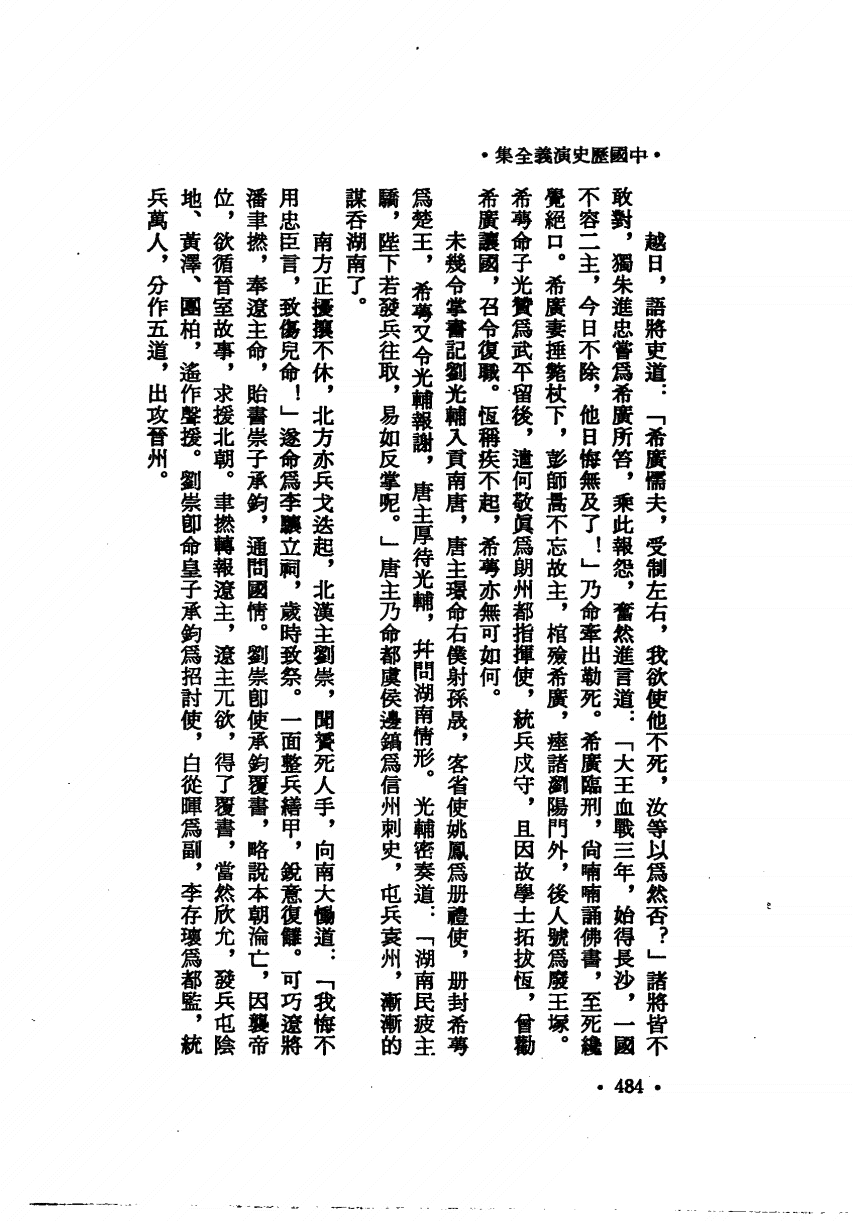 •中國歷史演義全集•
越日，語將吏道：「希廣懦夫，受制左右，我欲使他不死，汝等以爲然否？」諸將皆不
敢對，獨朱進忠嘗爲希廣所笞，乘此報怨，奮然進言道：「大王血戰三年，始得長沙，一國
不容二主，今日不除，他日悔無及了！」乃命牽出勒死。希廣臨刑，尚喃喃誦佛書，至死纔
覺絕口。希廣妻捶斃杖下，彭師暠不忘故主，棺殮希廣，瘞諸瀏陽門外，後人號爲廢王塚。
希蕚命子光贊爲武平留後，遣何敬眞爲朗州都指揮使，統兵戍守，且因故學士拓拔恆，曾勸
希廣讓國，召令復職。恆稱疾不起，希蕚亦無可如何。
未幾令掌書記劉光輔入貢南唐，唐主璟命右僕射孫晟，客省使姚鳳爲册禮使，册封希蕚
爲楚王，希蕚又令光輔報謝，唐主厚待光輔，幷問湖南情形。光輔密奏道：「湖南民疲主
驕，陛下若發兵往取，易如反掌呢。」唐主乃命都虞侯邊鎬爲信州刺史，屯兵袁州，漸漸的
謀吞湖南了。
南方正擾攘不休，北方亦兵戈迭起，北漢主劉崇，聞贇死人手，向南大慟道：「我悔不
用忠臣言，致傷兒命！」遂命爲李驤立祠，歲時致祭。一面整兵繕甲，銳意復讎。可巧遼將
潘聿撚，奉遼主命，貽書崇子承鈞，通問國情。劉崇卽使承鈞覆書，略說本朝淪亡，因襲帝
位，欲循晉室故事，求援北朝。聿撚轉報遼主，遼主兀欲，得了覆書，當然欣允，發兵屯陰
地、黃澤、團柏，遙作聲援。劉崇卽命皇子承鈞爲招討使，白從暉爲副，李存瓌爲都監，統
兵萬人，分作五道，出攻晉州。
•484•